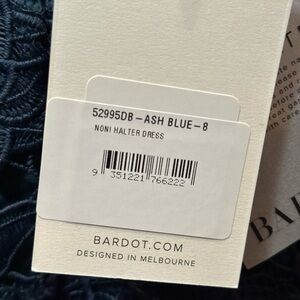 52995DB-ASH BLUE-8
NONI HALTER DRESS
9 351221 766222
BARDOT.COM
DESIGNED IN MELBOURNE